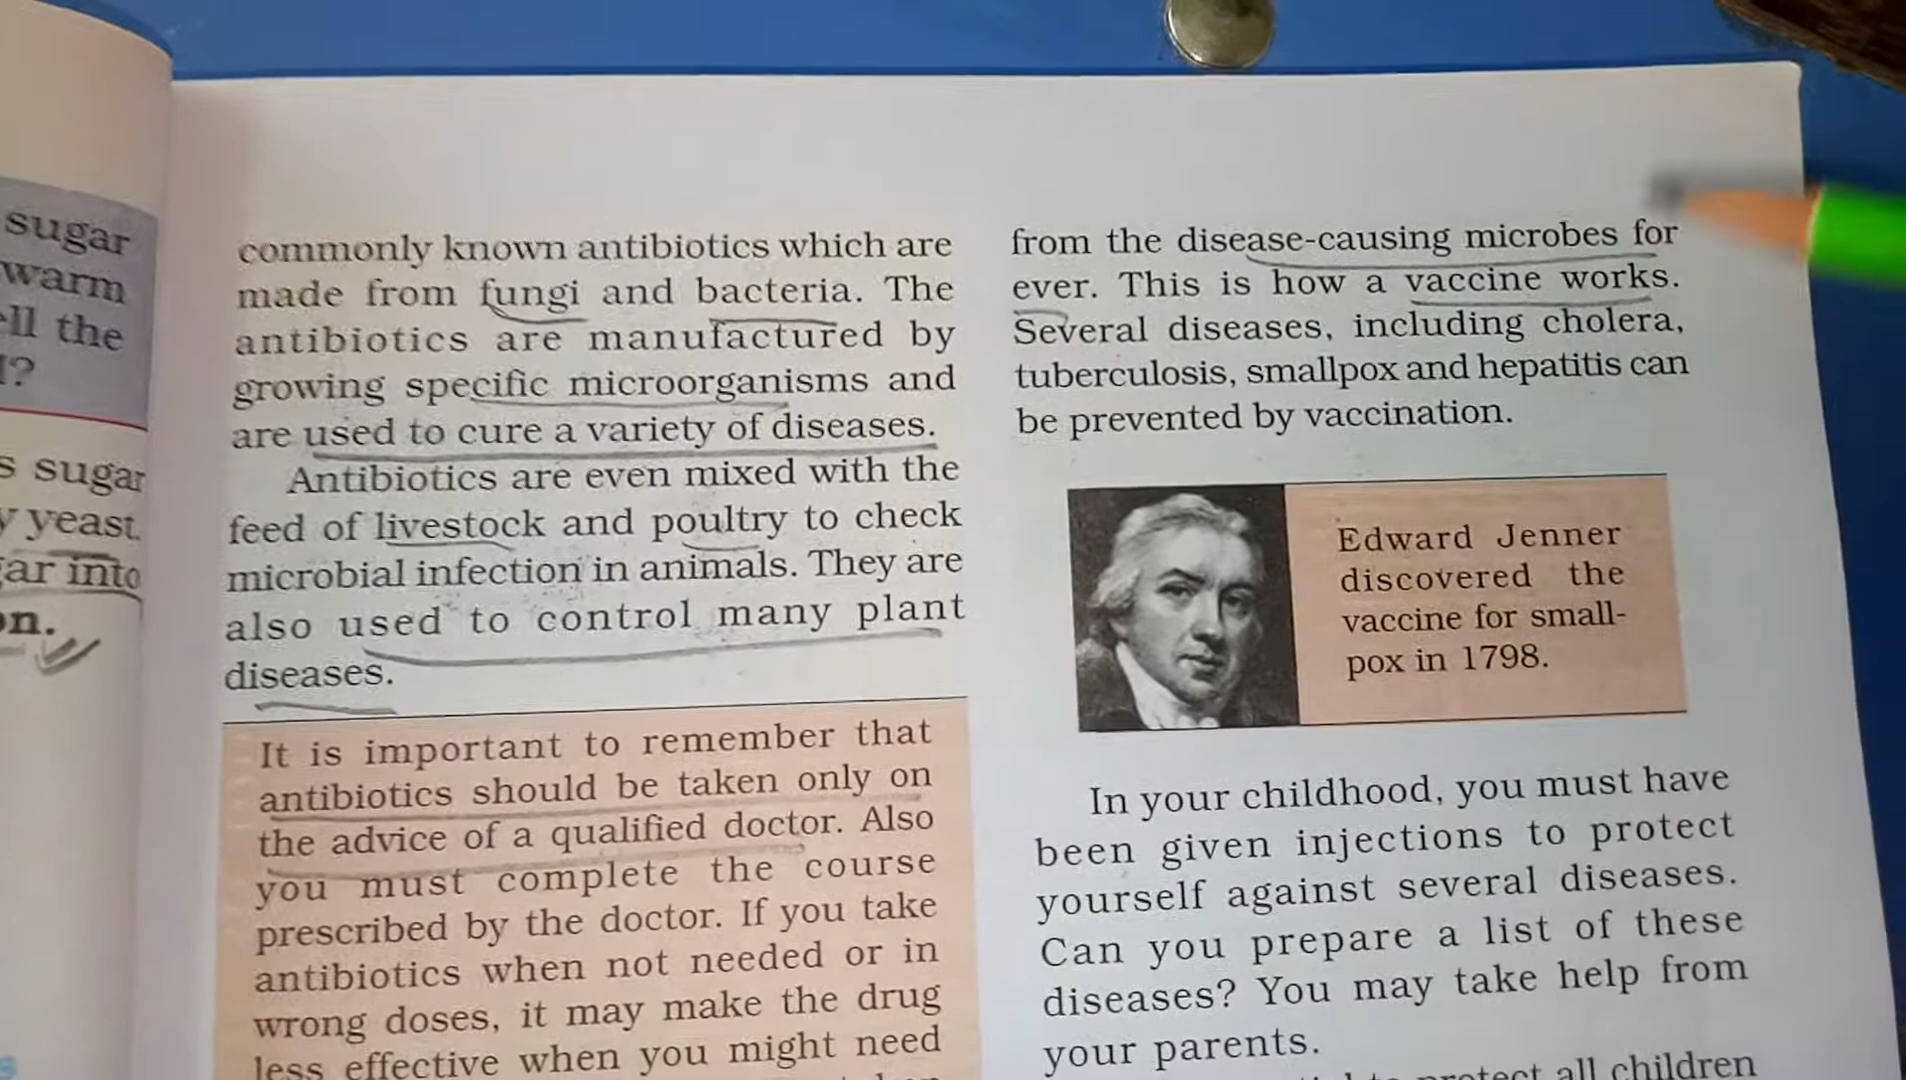 sugar
warm
ll the
?
s sugar
y yeast.
ar into
on.
commonly known antibiotics which are
made from fungi and bacteria. The
antibiotics are manufactured by
growing specific microorganisms and
are used to cure a variety of diseases.
Antibiotics are even mixed with the
feed of livestock and poultry to check
microbial infection in animals. They are
also used to control many plant
diseases.
It is important to remember that
antibiotics should be taken only on
the advice of a qualified doctor. Also
you must complete the course
prescribed by the doctor. If you take
antibiotics when not needed or in
wrong doses, it may make the drug
less effective when you might need
from the disease-causing microbes for
ever. This is how a vaccine works.
Several diseases, including cholera,
tuberculosis, smallpox and hepatitis can
be prevented by vaccination.
Edward Jenner
discovered the
vaccine for small-
pox in 1798.
In your childhood, you must have
been given injections to protect
yourself against several diseases.
Can you prepare a list of these
diseases? You may take help from
your parents.
to protect all children